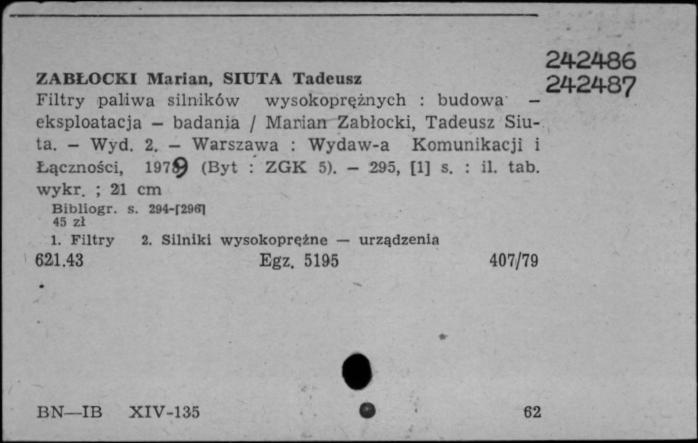 242486
ZABŁOCKI Marian, SIUTA Tadeusz
242487
Filtry paliwa silników wysokoprężnych : budowa –
eksploatacja – badania / Marian Zabłocki, Tadeusz Siu-
ta. – Wyd. 2. – Warszawa : Wydaw-a Komunikacji i
Łączności, 1979 (Byt : ZGK 5). – 295, [1] s. : il. tab.
wykr. ; 21 cm
Bibliogr. s. 294-[296]
45 zł
1. Filtry 2. Silniki wysokoprężne — urządzenia
621.43 Egz. 5195 407/79
BN—IB XIV-135 62